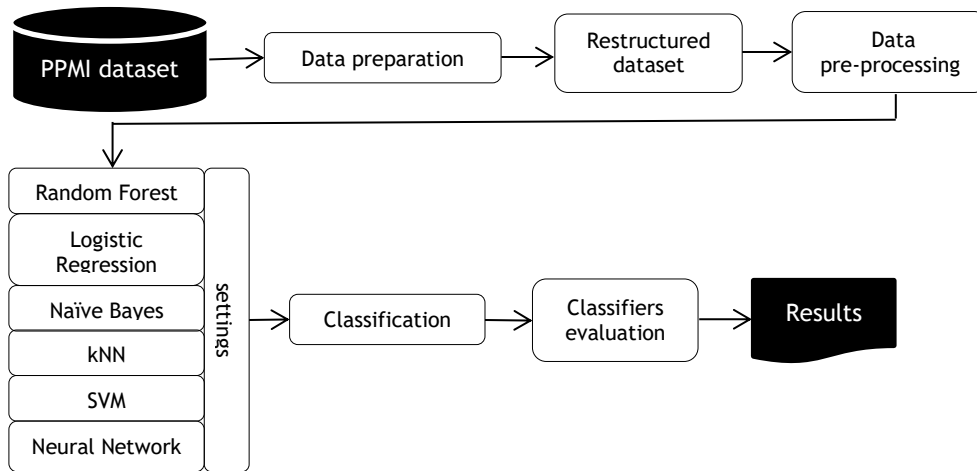 PPMI dataset
Data preparation
Restructured
dataset
Data
pre-processing
Random Forest
Logistic
Regression
Naïve Bayes
kNN
SVM
Neural Network
settings
Classification
Classifiers
evaluation
Results